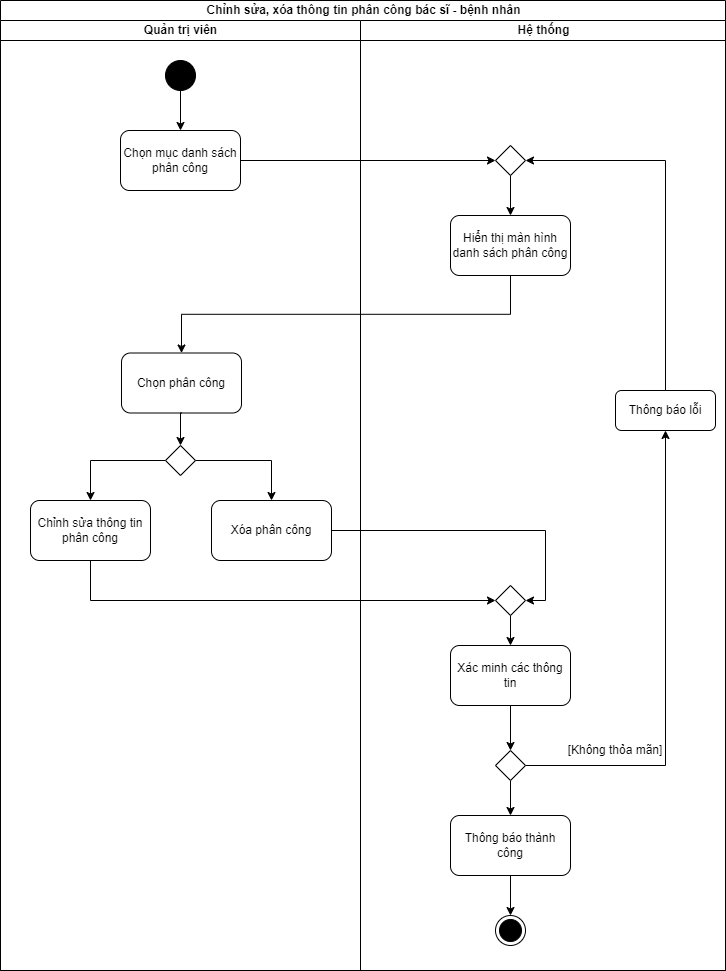 Chỉnh sửa, xóa thông tin phân công bác sĩ - bệnh nhân
Quản trị viên
Hệ thống
Chọn mục danh sách
phân công
Hiển thị màn hình
danh sách phân công
Chọn phân công
Thông báo lỗi
Chỉnh sửa thông tin
phân công
Xóa phân công
Xác minh các thông
tin
[Không thỏa mãn]
Thông báo thành
công